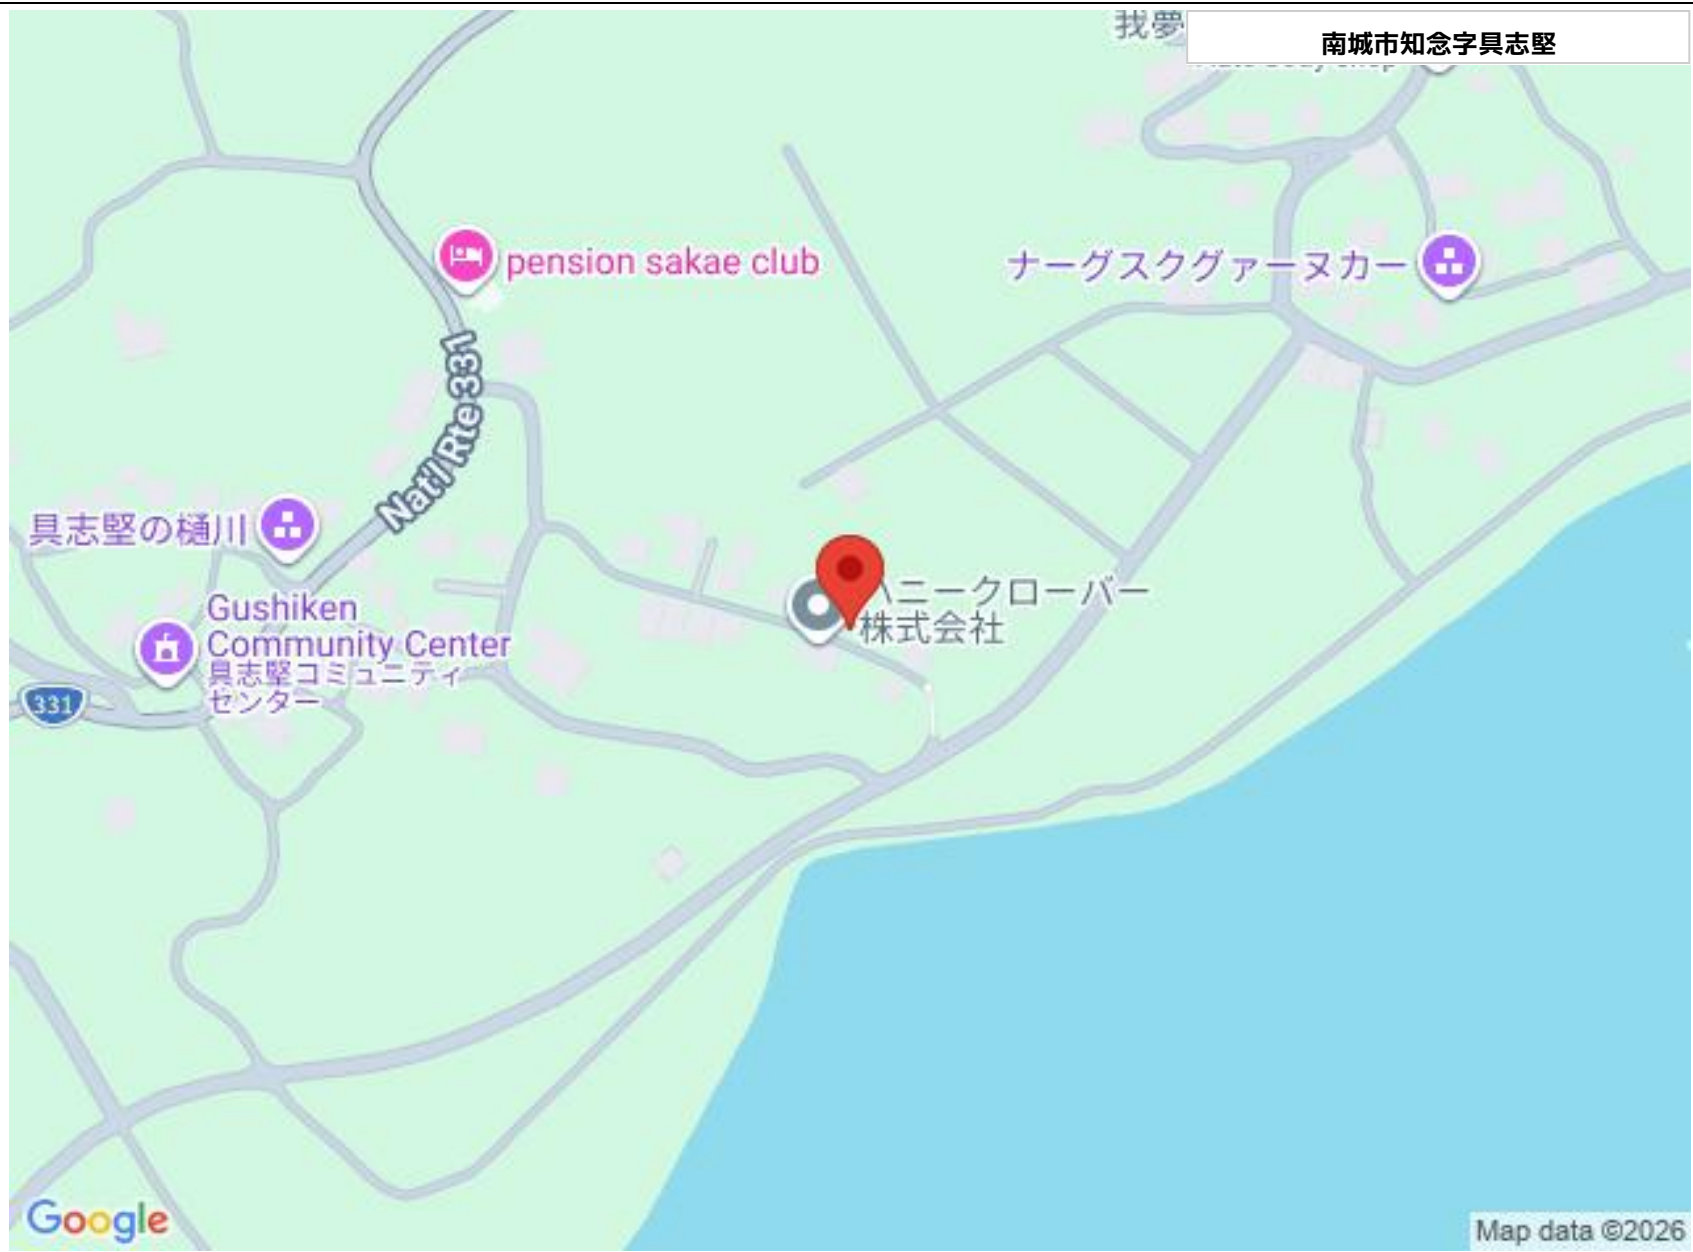 我夢
南城市知念字具志堅
pension sakae club
ナーグスクグァーヌカー
Nat'l Rte 331
具志堅の樋川
ハニークローバー
株式会社
Gushiken
Community Center
具志堅コミュニティ
センター
331
Google
Map data ©2026